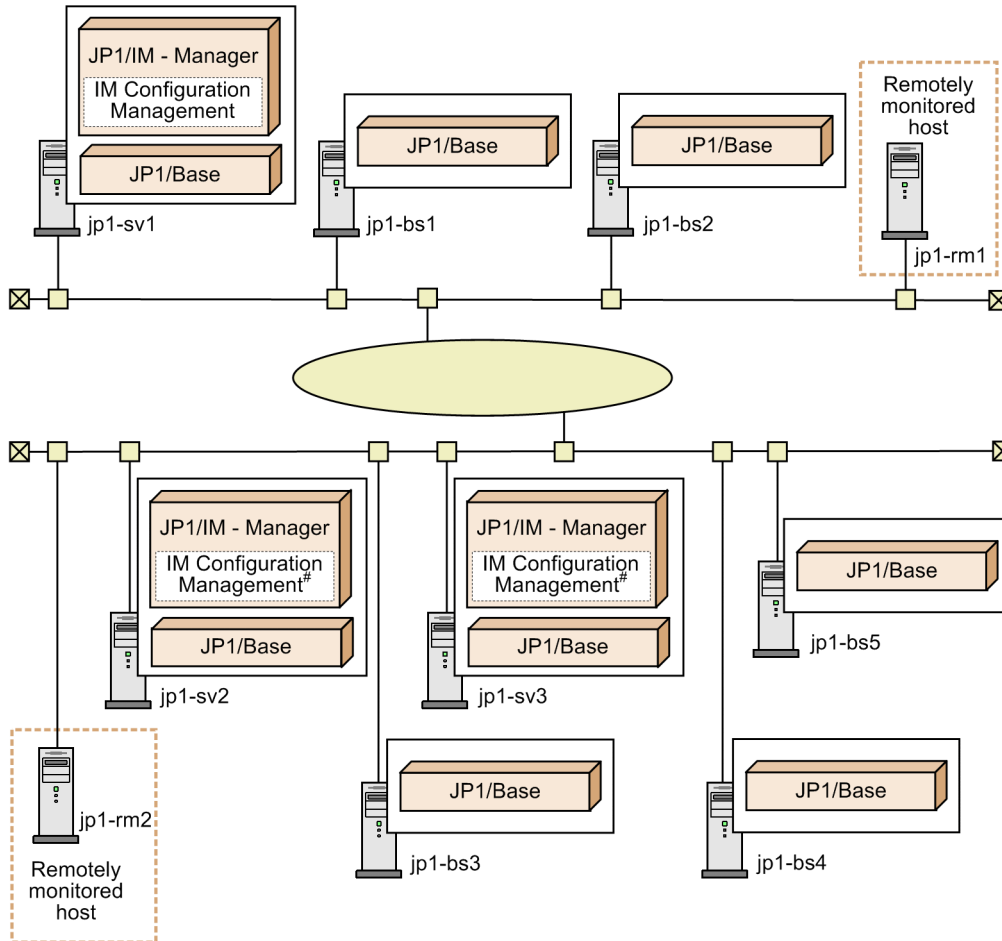 JP1/IM - Manager
IM Configuration
Management
JP1/Base
jp1-sv1
JP1/Base
jp1-bs1
JP1/Base
jp1-bs2
Remotely
monitored
host
jp1-rm1
JP1/IM - Manager
IM Configuration
Management#
JP1/Base
jp1-sv2
JP1/IM - Manager
IM Configuration
Management#
JP1/Base
jp1-sv3
JP1/Base
jp1-bs5
jp1-rm2
Remotely
monitored
host
JP1/Base
jp1-bs3
JP1/Base
jp1-bs4